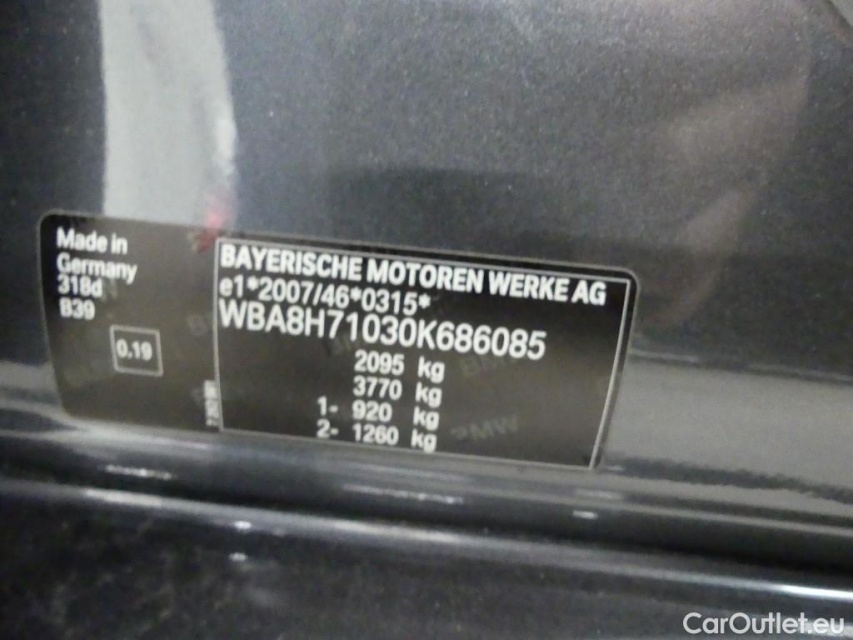 Made in
Germany
318d
B39
0.19
BAYERISCHE MOTOREN WERKE AG
e1*2007/46*0315*
WBA8H71030K686085
2095 kg
3770 kg
1- 920 kg
2- 1260 kg
CarOutlet.eu